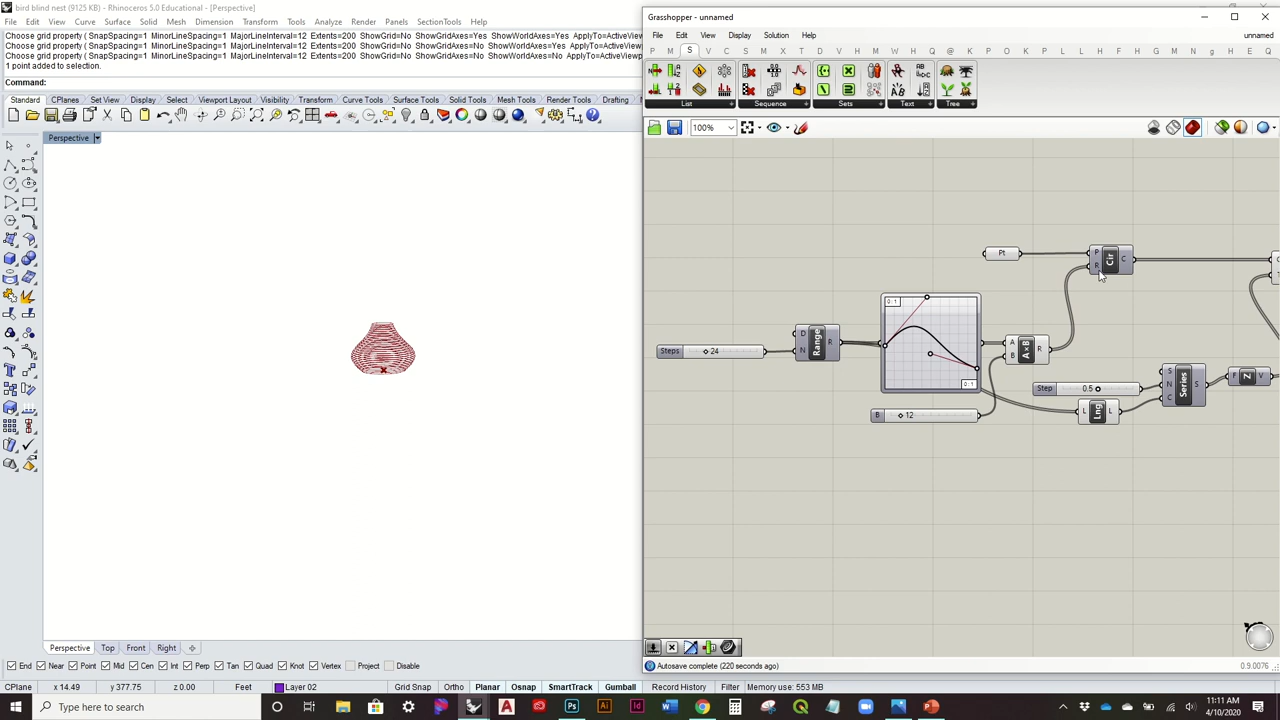 bird blind nest (9125 KB) - Rhinoceros 5.0 Educational - [Perspective]
File Edit View Curve Surface Solid Mesh Dimension Transform Tools Analyze Render Panels SectionTools Help
Choose grid property ( SnapSpacing=1 MinorLineSpacing=1 MajorLineInterval=12 Extents=200 ShowGrid=No ShowGridAxes=Yes ShowWorldAxes=Yes ApplyTo=ActiveView
Choose grid property ( SnapSpacing=1 MinorLineSpacing=1 MajorLineInterval=12 Extents=200 ShowGrid=No ShowGridAxes=No ShowWorldAxes=Yes ApplyTo=ActiveView
Choose grid property ( SnapSpacing=1 MinorLineSpacing=1 MajorLineInterval=12 Extents=200 ShowGrid=No ShowGridAxes=No ShowWorldAxes=No ApplyTo=ActiveView
1 point added to selection.
Command:
Standard CPlanes Set View Display Select Viewport Layout Visibility Transform Curve Tools Surface Tools Solid Tools Mesh Tools Render Tools Drafting
Perspective
Grasshopper - unnamed
File Edit View Display Solution Help
unnamed
P M S V C S M I X T D B W L L H M K M W H Q @ M P O P D K L L H B E Q
List Sequence Sets Text Tree
100%
Pt
P
R
Cir
C
0:1
0:1
Steps 24
D
N
Range
R
A
B
A×B
R
B 12
Step 0.5
L
Lng
L
S
N
C
Series
S
F
Z
V
Autosave complete (220 seconds ago)
0.9.0076
Perspective Top Front Right
End Near Point Mid Cen Int Perp Tan Quad Knot Vertex Project Disable
CPlane x 14.49 y 377.75 z 0.00 Feet Layer 02 Grid Snap Ortho Planar Osnap SmartTrack Gumball Record History Filter Memory use: 553 MB
Type here to search
11:11 AM
4/10/2020